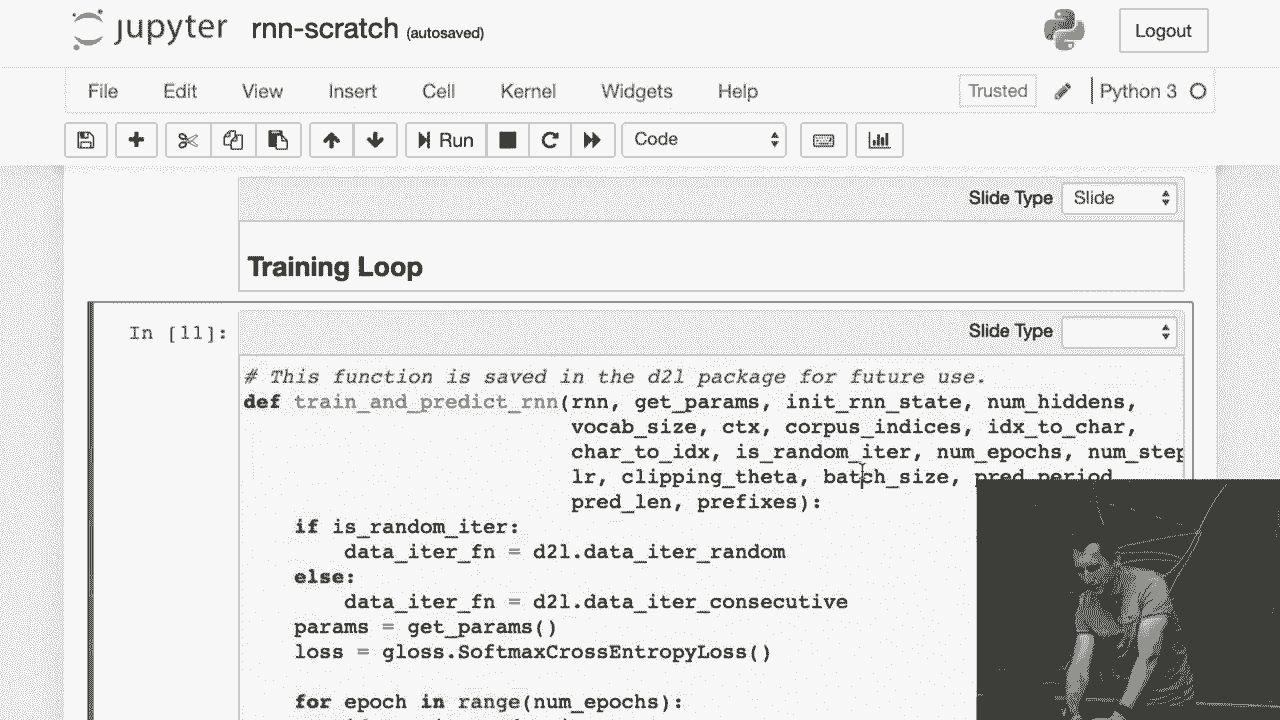 jupyter rnn-scratch (autosaved) Logout
File Edit View Insert Cell Kernel Widgets Help Trusted Python 3
Run Code
Slide Type Slide
Training Loop
In [11]: Slide Type
# This function is saved in the d2l package for future use.
def train_and_predict_rnn(rnn, get_params, init_rnn_state, num_hiddens,
vocab_size, ctx, corpus_indices, idx_to_char,
char_to_idx, is_random_iter, num_epochs, num_step
lr, clipping_theta, batch_size, pred_period
pred_len, prefixes):
if is_random_iter:
data_iter_fn = d2l.data_iter_random
else:
data_iter_fn = d2l.data_iter_consecutive
params = get_params()
loss = gloss.SoftmaxCrossEntropyLoss()
for epoch in range(num_epochs):